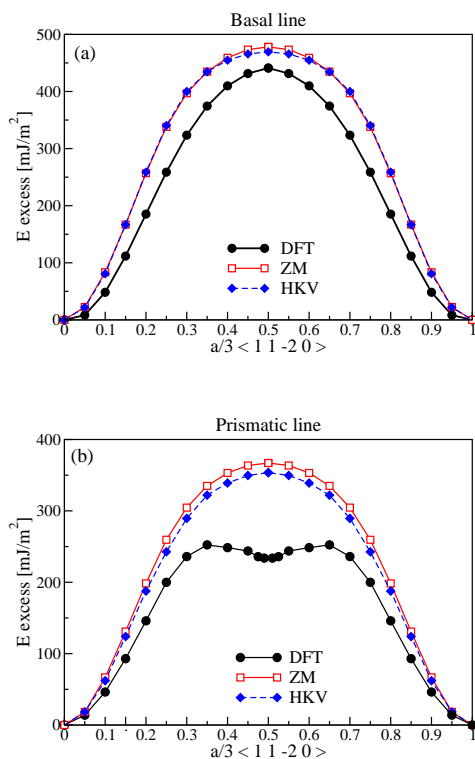 Basal line
(a)
500
400
300
200
100
0
E excess [mJ/m²]
DFT
ZM
HKV
0 0.1 0.2 0.3 0.4 0.5 0.6 0.7 0.8 0.9 1
a/3 < 1 1 -2 0 >
Prismatic line
(b)
400
300
200
100
0
E excess [mJ/m²]
DFT
ZM
HKV
0 0.1 0.2 0.3 0.4 0.5 0.6 0.7 0.8 0.9 1
a/3 < 1 1 -2 0 >